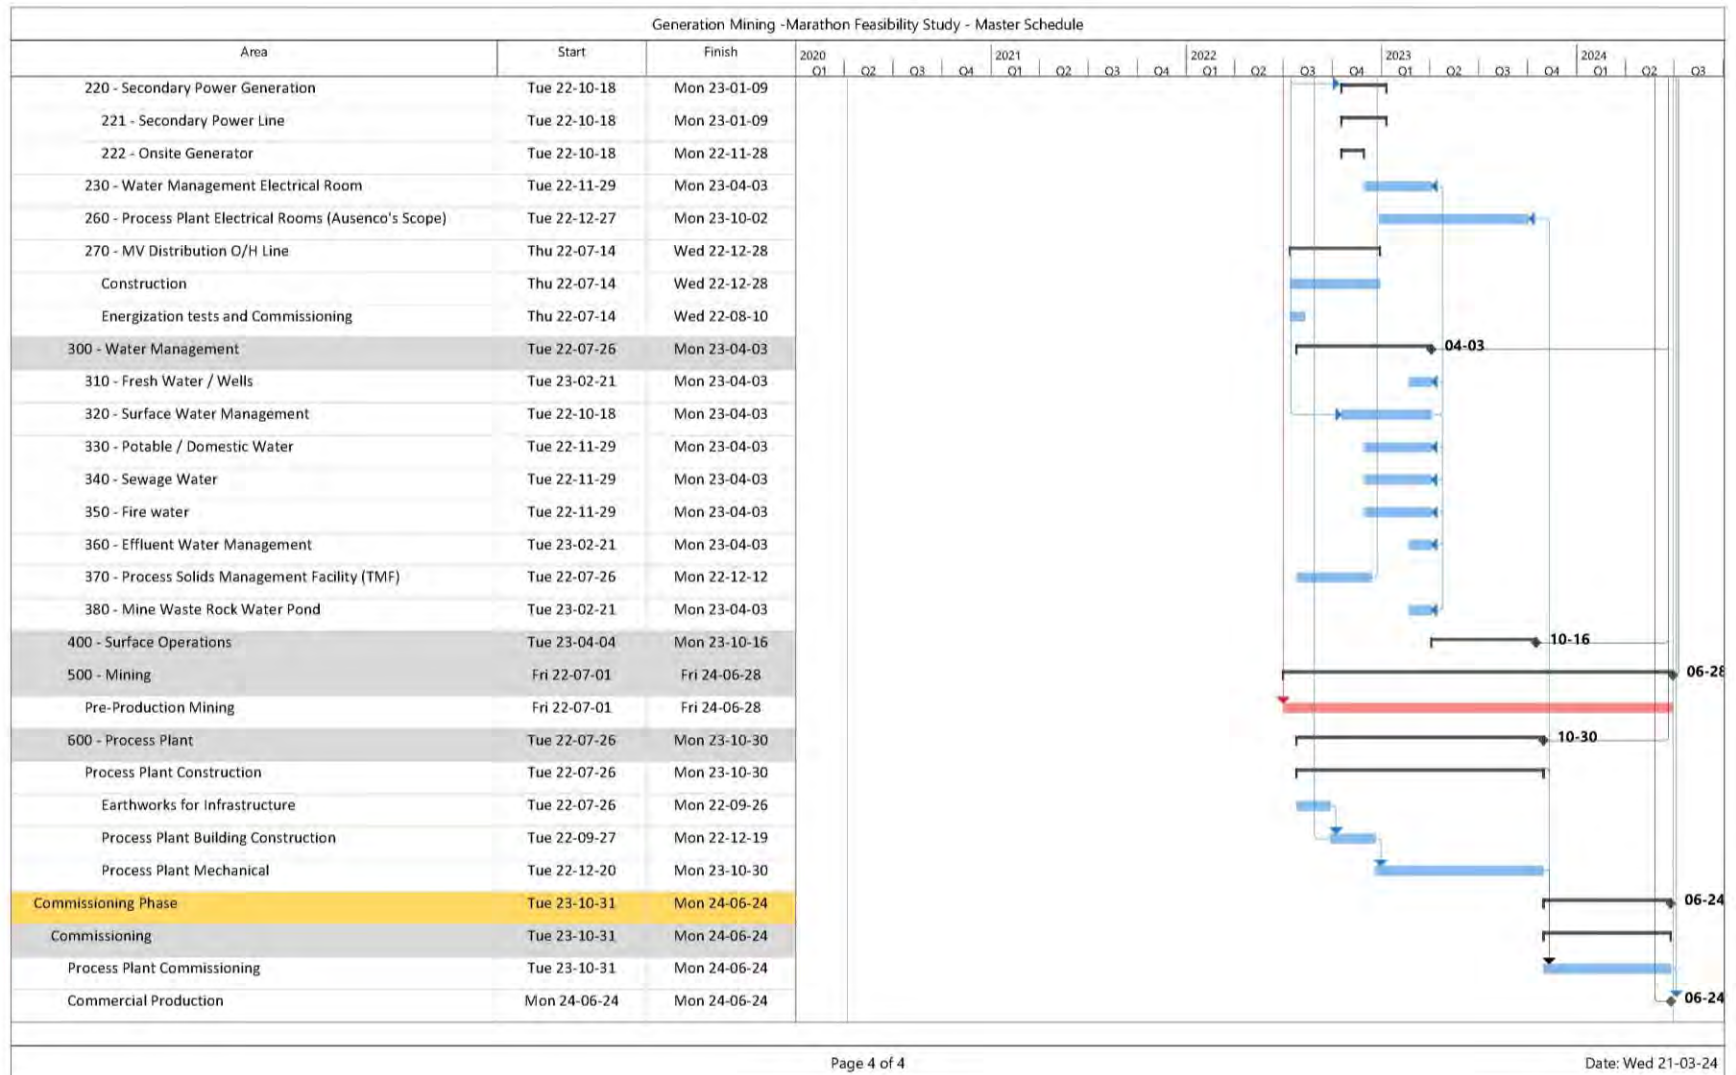 Generation Mining -Marathon Feasibility Study - Master Schedule
Area Start Finish 2020 2021 2022 2023 2024
Q1 Q2 Q3 Q4 Q1 Q2 Q3 Q4 Q1 Q2 Q3 Q4 Q1 Q2 Q3 Q4 Q1 Q2 Q3
220 - Secondary Power Generation Tue 22-10-18 Mon 23-01-09
221 - Secondary Power Line Tue 22-10-18 Mon 23-01-09
222 - Onsite Generator Tue 22-10-18 Mon 22-11-28
230 - Water Management Electrical Room Tue 22-11-29 Mon 23-04-03
260 - Process Plant Electrical Rooms (Ausenco's Scope) Tue 22-12-27 Mon 23-10-02
270 - MV Distribution O/H Line Thu 22-07-14 Wed 22-12-28
Construction Thu 22-07-14 Wed 22-12-28
Energization tests and Commissioning Thu 22-07-14 Wed 22-08-10
300 - Water Management Tue 22-07-26 Mon 23-04-03 04-03
310 - Fresh Water / Wells Tue 23-02-21 Mon 23-04-03
320 - Surface Water Management Tue 22-10-18 Mon 23-04-03
330 - Potable / Domestic Water Tue 22-11-29 Mon 23-04-03
340 - Sewage Water Tue 22-11-29 Mon 23-04-03
350 - Fire water Tue 22-11-29 Mon 23-04-03
360 - Effluent Water Management Tue 23-02-21 Mon 23-04-03
370 - Process Solids Management Facility (TMF) Tue 22-07-26 Mon 22-12-12
380 - Mine Waste Rock Water Pond Tue 23-02-21 Mon 23-04-03
400 - Surface Operations Tue 23-04-04 Mon 23-10-16 10-16
500 - Mining Fri 22-07-01 Fri 24-06-28 06-28
Pre-Production Mining Fri 22-07-01 Fri 24-06-28
600 - Process Plant Tue 22-07-26 Mon 23-10-30 10-30
Process Plant Construction Tue 22-07-26 Mon 23-10-30
Earthworks for Infrastructure Tue 22-07-26 Mon 22-09-26
Process Plant Building Construction Tue 22-09-27 Mon 22-12-19
Process Plant Mechanical Tue 22-12-20 Mon 23-10-30
Commissioning Phase Tue 23-10-31 Mon 24-06-24 06-24
Commissioning Tue 23-10-31 Mon 24-06-24
Process Plant Commissioning Tue 23-10-31 Mon 24-06-24
Commercial Production Mon 24-06-24 Mon 24-06-24 06-24
Page 4 of 4 Date: Wed 21-03-24